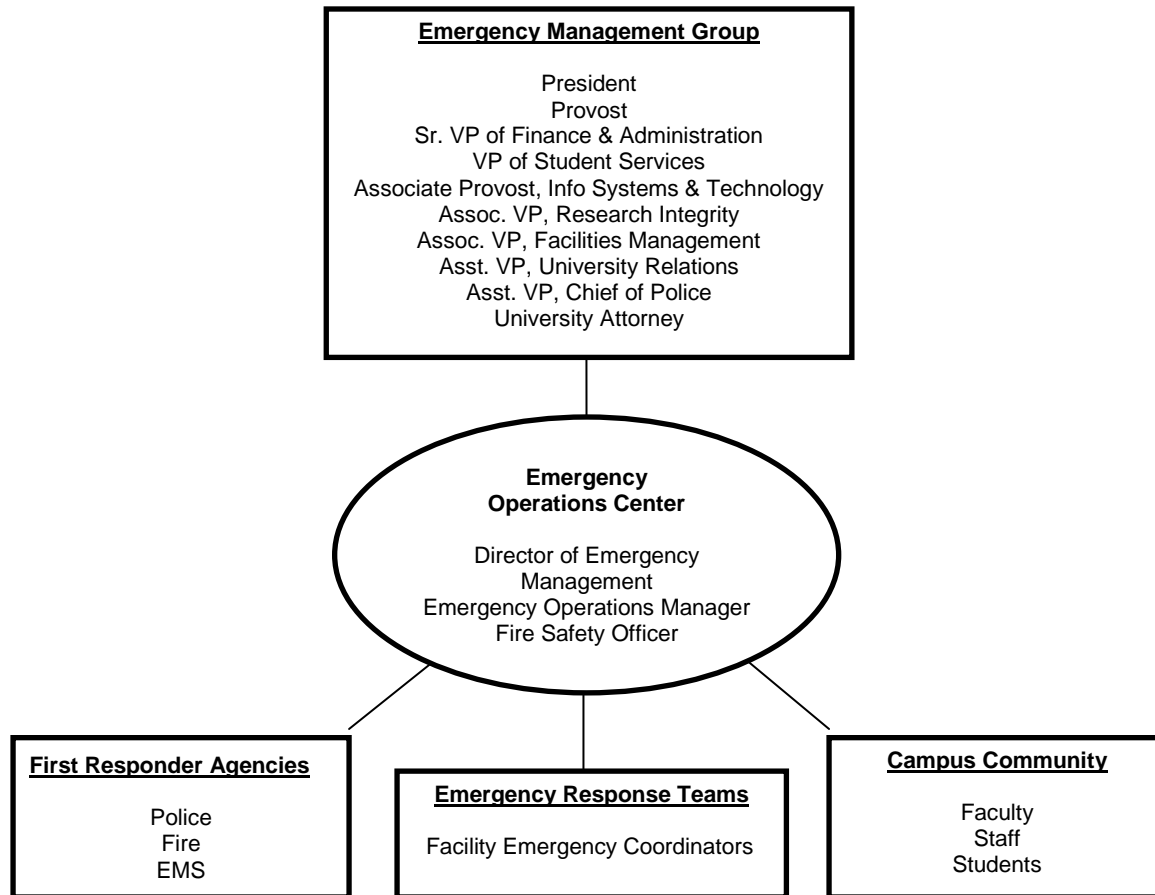 Emergency Management Group
President
Provost
Sr. VP of Finance & Administration
VP of Student Services
Associate Provost, Info Systems & Technology
Assoc. VP, Research Integrity
Assoc. VP, Facilities Management
Asst. VP, University Relations
Asst. VP, Chief of Police
University Attorney
Emergency
Operations Center
Director of Emergency
Management
Emergency Operations Manager
Fire Safety Officer
First Responder Agencies
Police
Fire
EMS
Emergency Response Teams
Facility Emergency Coordinators
Campus Community
Faculty
Staff
Students